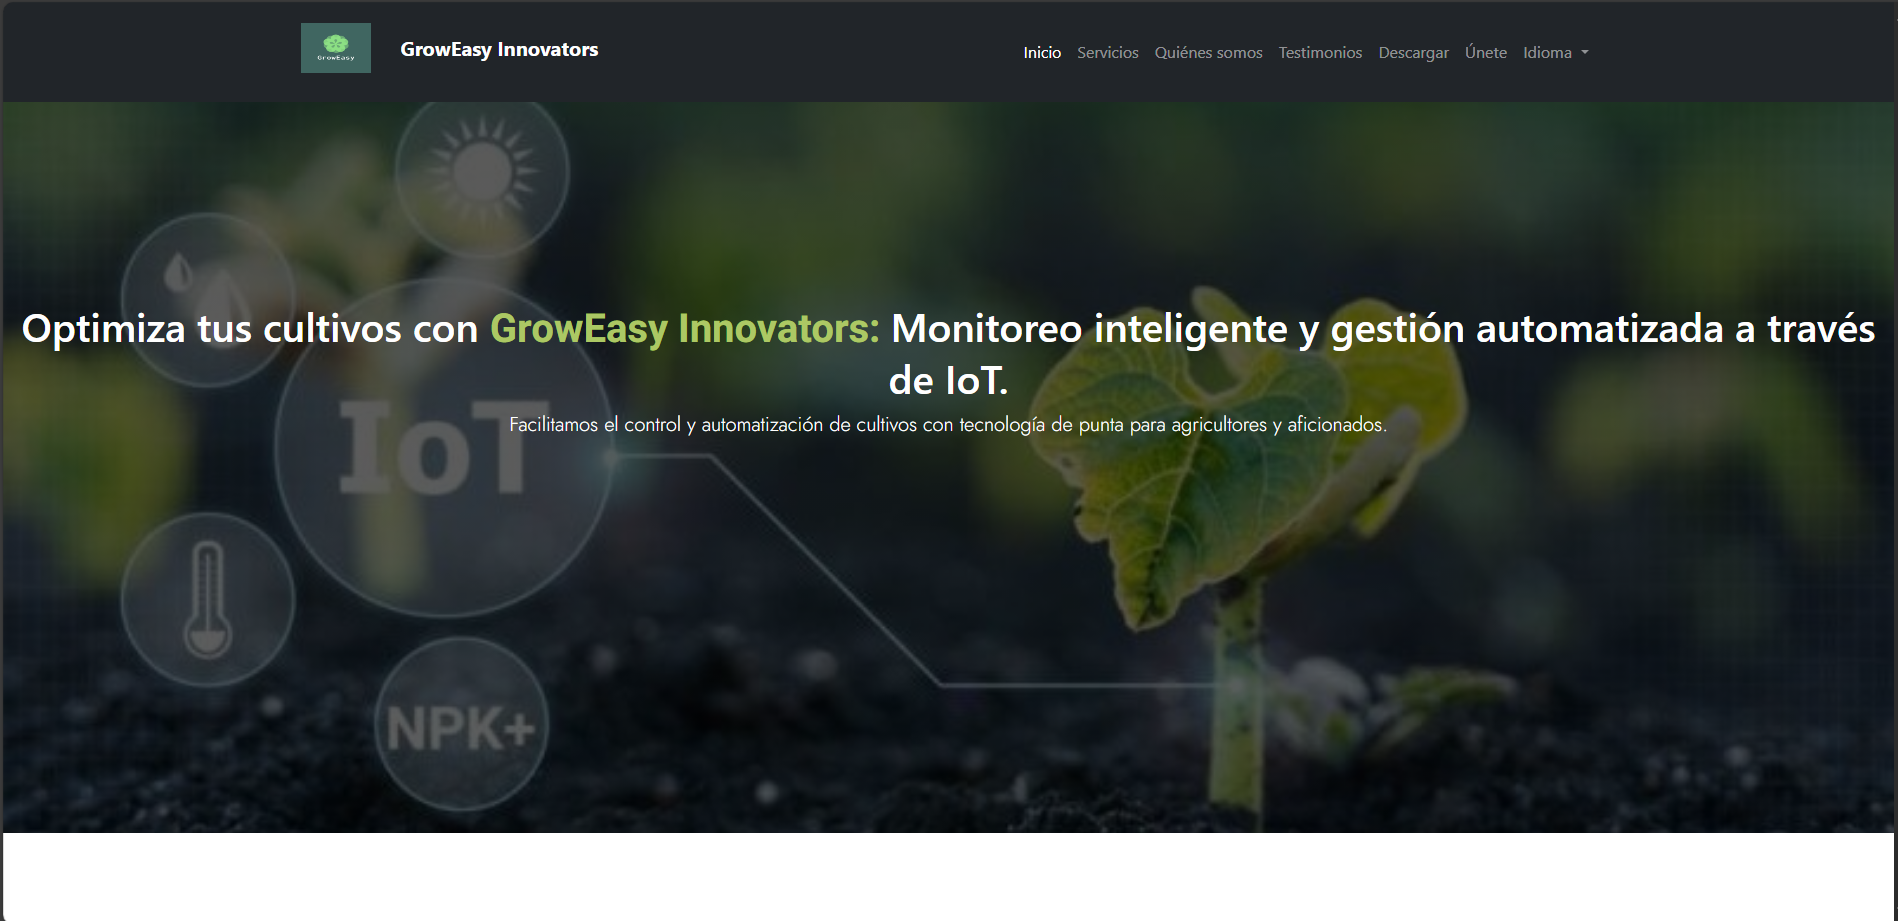 GrowEasy
GrowEasy Innovators
Inicio Servicios Quiénes somos Testimonios Descargar Únete Idioma
Optimiza tus cultivos con GrowEasy Innovators: Monitoreo inteligente y gestión automatizada a través
de IoT.
Facilitamos el control y automatización de cultivos con tecnología de punta para agricultores y aficionados.
IoT
NPK+